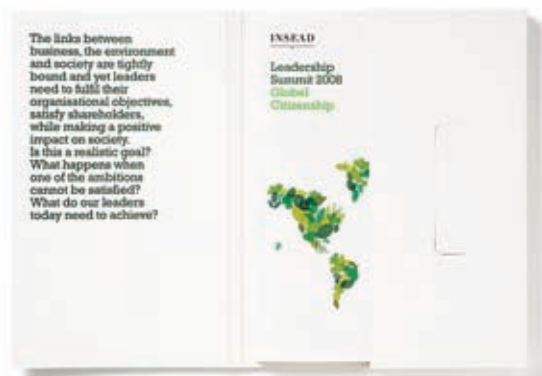 The links between
business, the environment
and society are tightly
bound and yet leaders
need to fulfil their
organisational objectives,
satisfy shareholders,
while making a positive
impact on society.
Is this a realistic goal?
What happens when
one of the ambitions
cannot be satisfied?
What do our leaders
today need to achieve?
INSEAD
Leadership
Summit 2008
Global
Citizenship